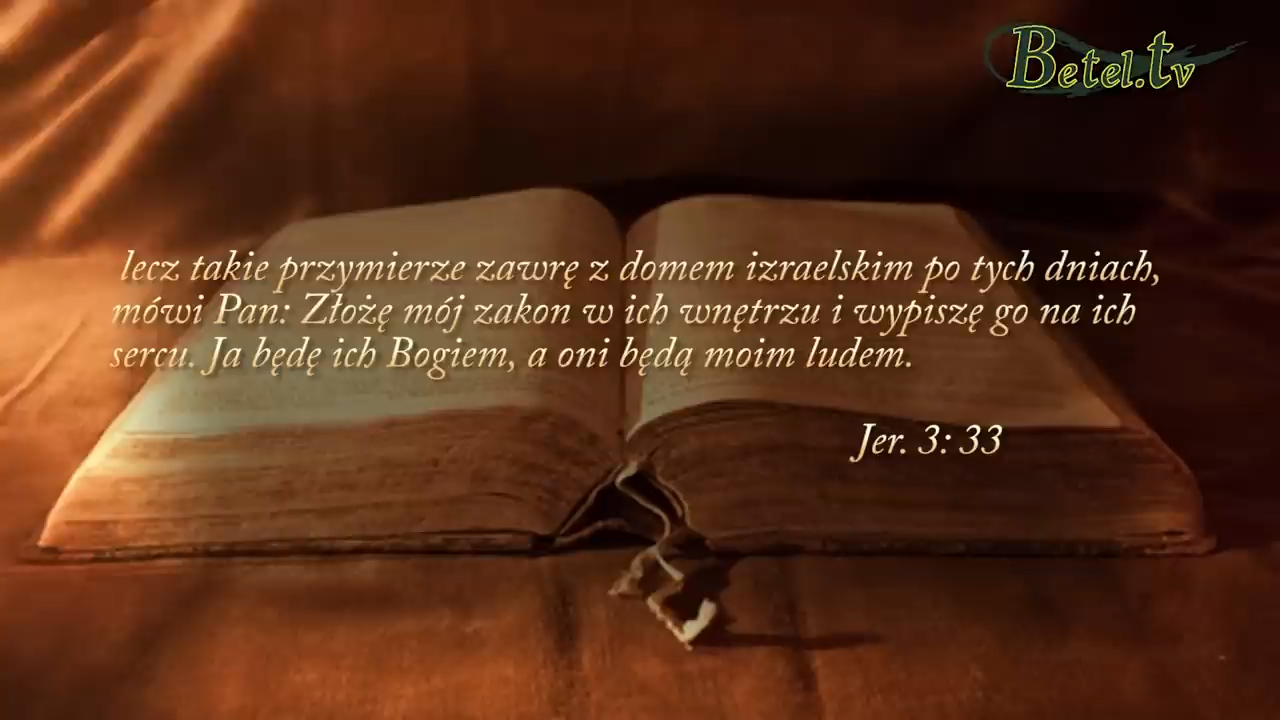 Betel.tv
lecz takie przymierze zawrę z domem izraelskim po tych dniach,
mówi Pan: Złożę mój zakon w ich wnętrzu i wypiszę go na ich
sercu. Ja będę ich Bogiem, a oni będą moim ludem.
Jer. 3: 33